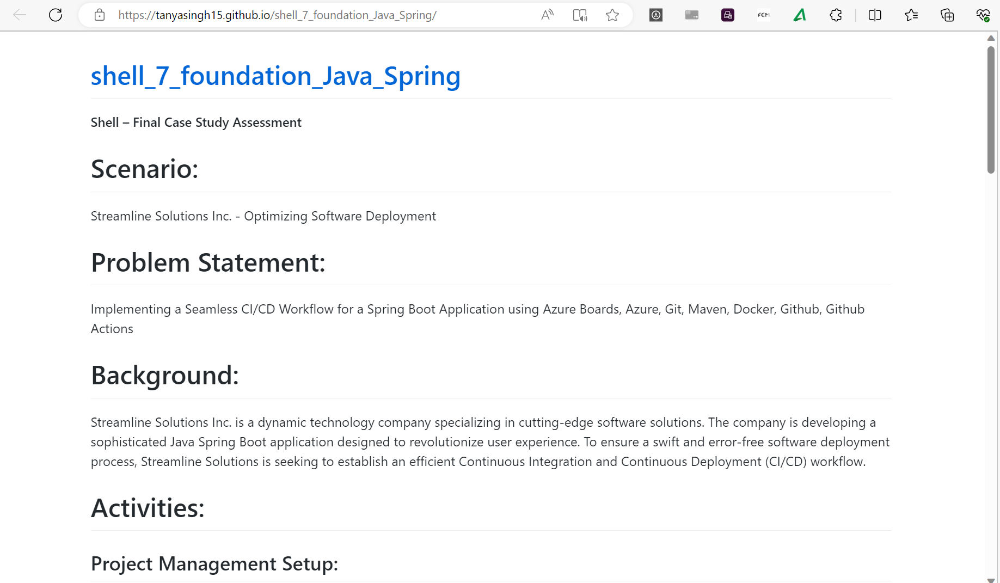 https://tanyasingh15.github.io/shell_7_foundation_Java_Spring/
FCM
shell_7_foundation_Java_Spring
Shell – Final Case Study Assessment
Scenario:
Streamline Solutions Inc. - Optimizing Software Deployment
Problem Statement:
Implementing a Seamless CI/CD Workflow for a Spring Boot Application using Azure Boards, Azure, Git, Maven, Docker, Github, Github
Actions
Background:
Streamline Solutions Inc. is a dynamic technology company specializing in cutting-edge software solutions. The company is developing a
sophisticated Java Spring Boot application designed to revolutionize user experience. To ensure a swift and error-free software deployment
process, Streamline Solutions is seeking to establish an efficient Continuous Integration and Continuous Deployment (CI/CD) workflow.
Activities:
Project Management Setup: